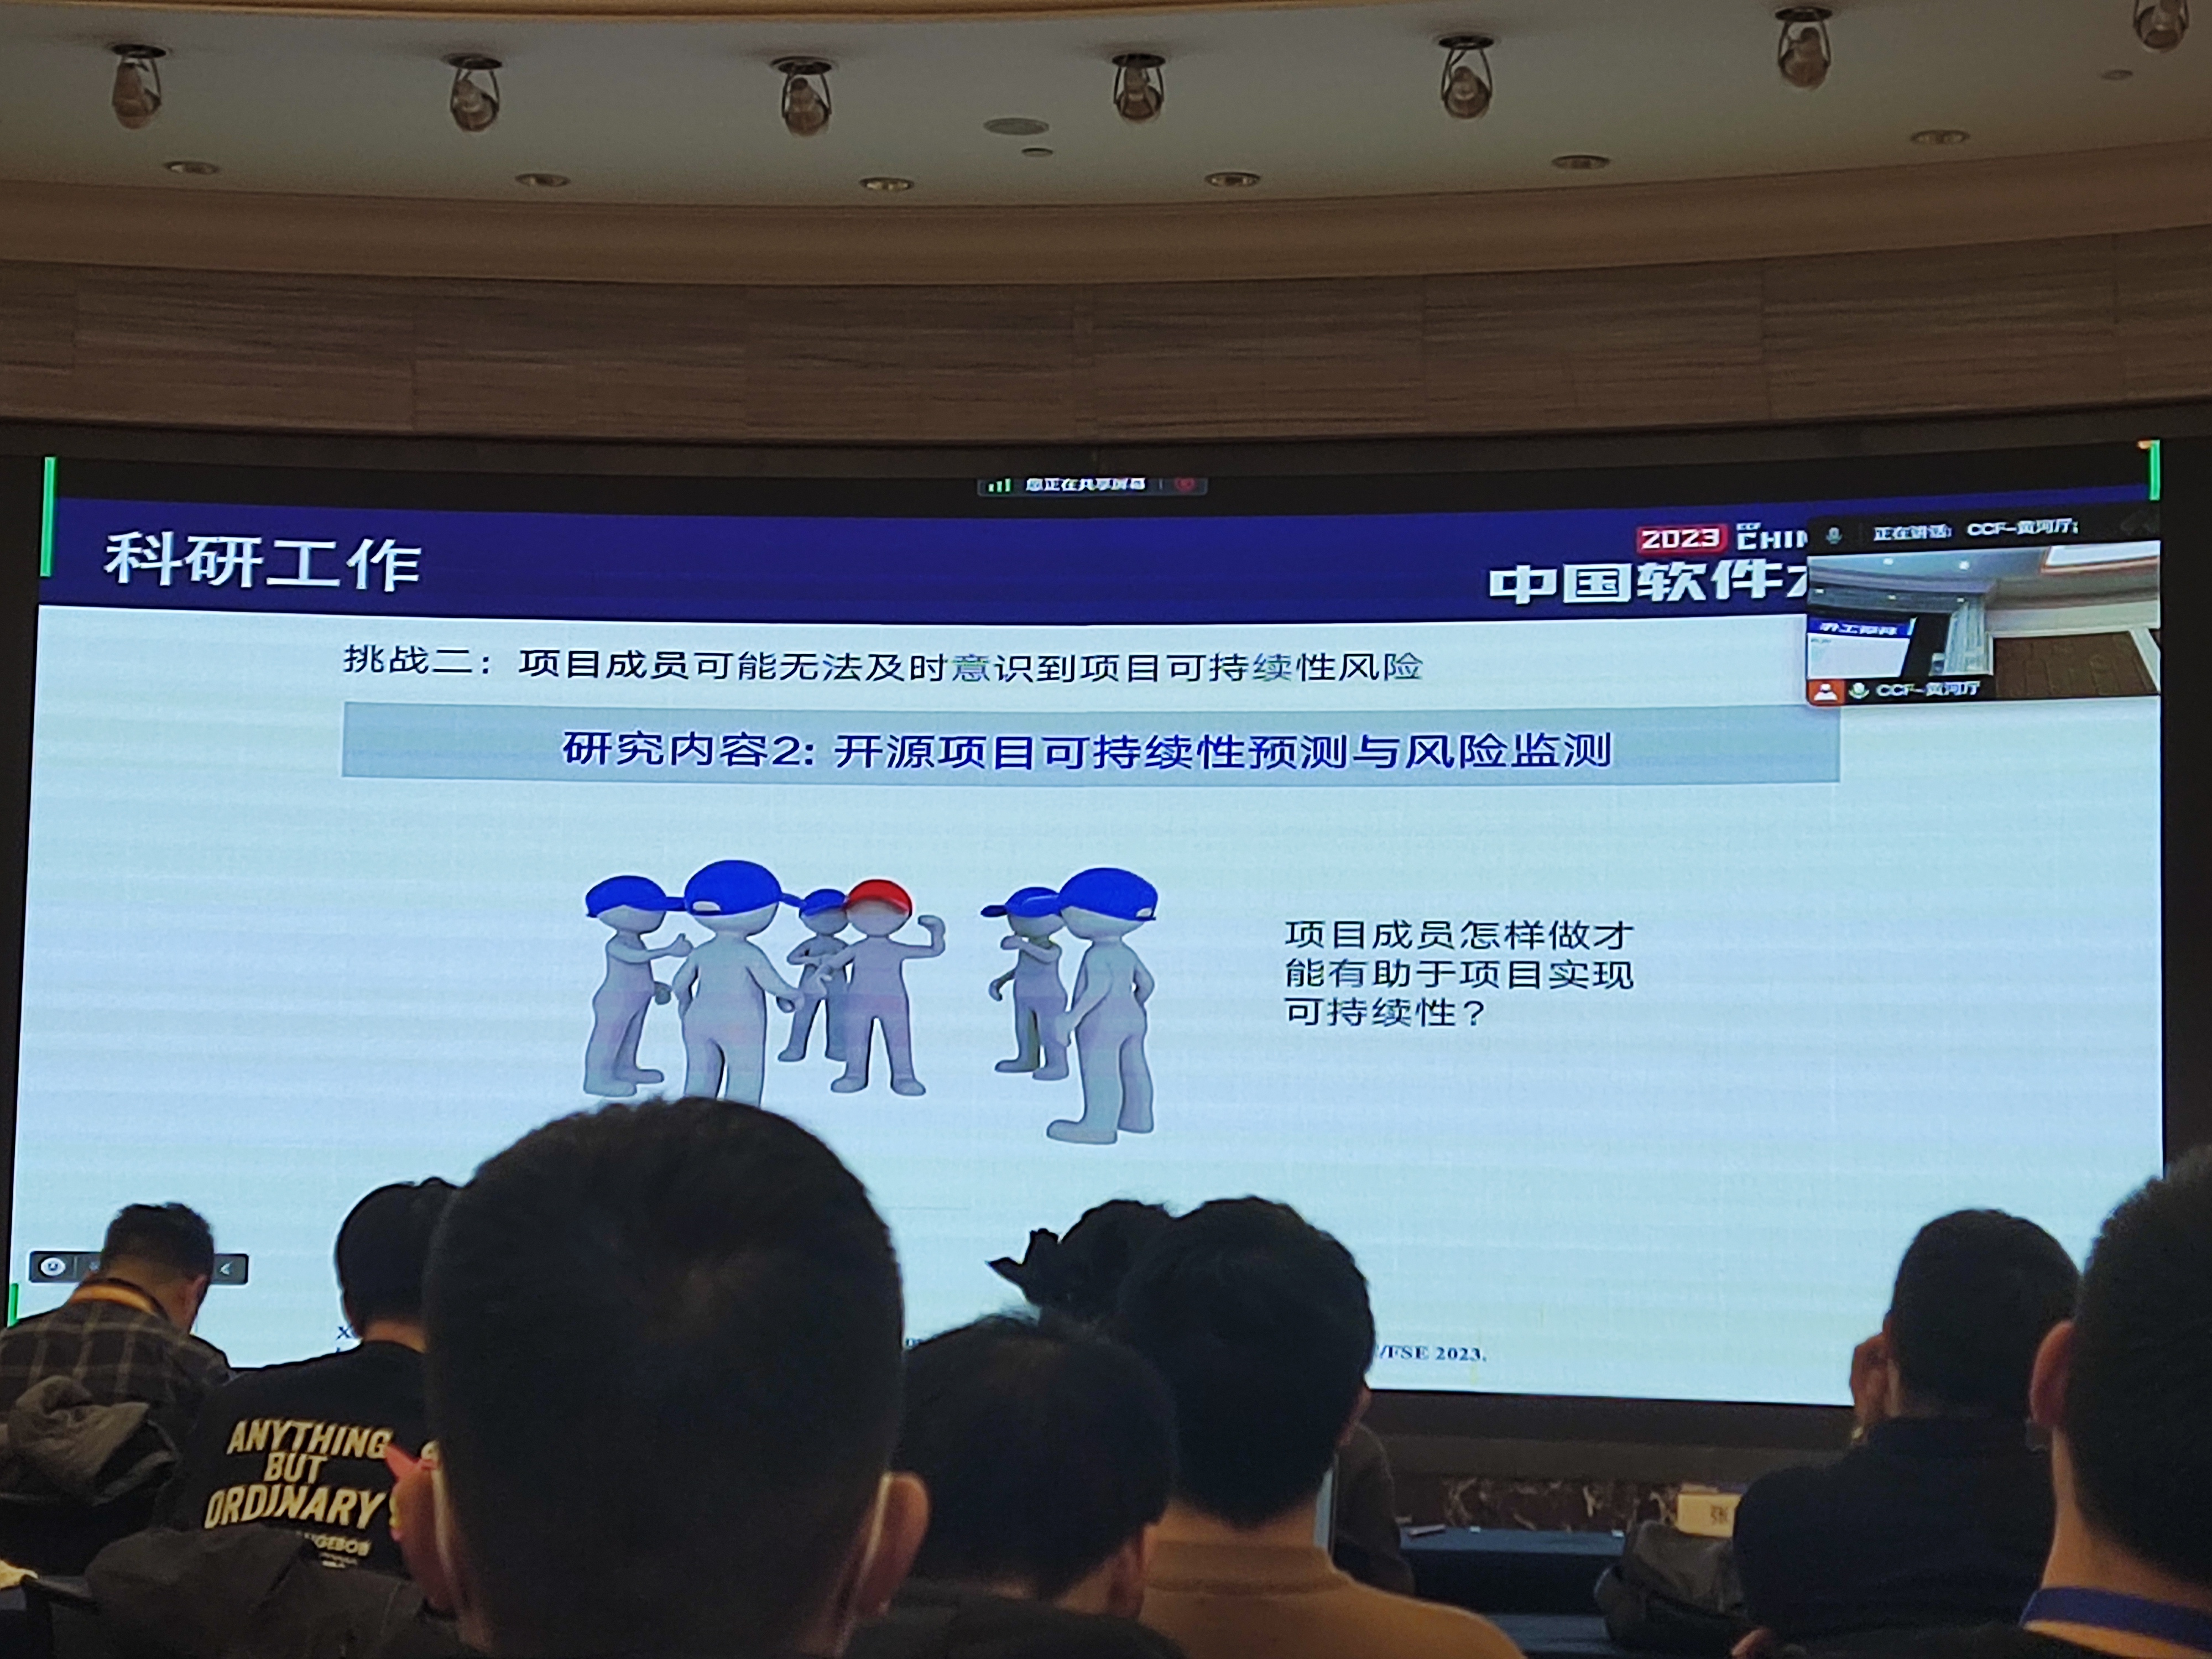 您正在共享屏幕
科研工作
2023 CCF
中国软件
正在讲话: CCF-黄河厅;
CCF-黄河厅
挑战二：项目成员可能无法及时意识到项目可持续性风险
研究内容2: 开源项目可持续性预测与风险监测
项目成员怎样做才
能有助于项目实现
可持续性？
/FSE 2023.
ANYTHING
BUT
ORDINARY
张